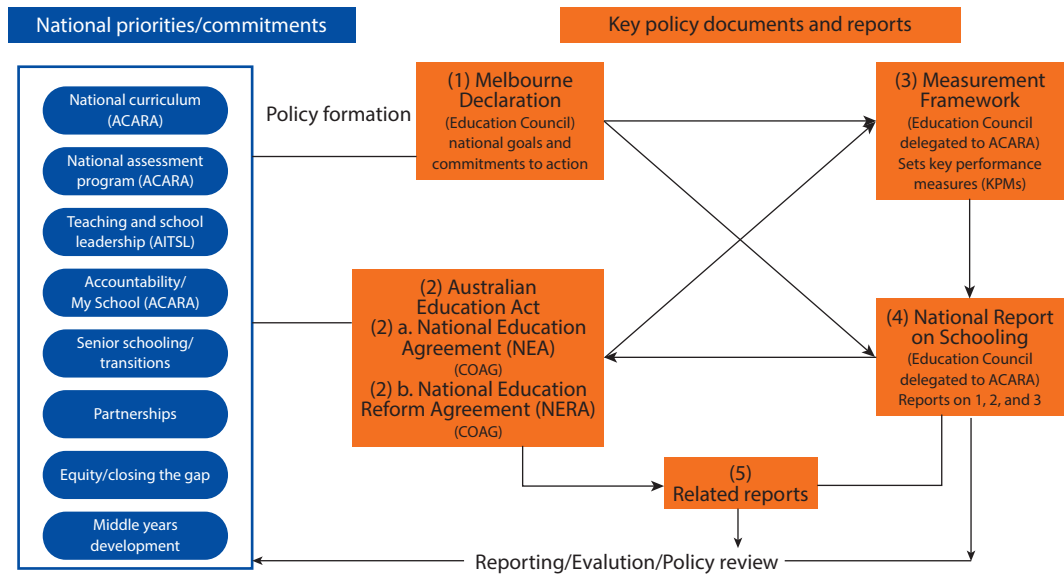 National priorities/commitments
Key policy documents and reports
National curriculum
(ACARA)
National assessment
program (ACARA)
Teaching and school
leadership (AITSL)
Accountability/
My School (ACARA)
Senior schooling/
transitions
Partnerships
Equity/closing the gap
Middle years
development
Policy formation
(1) Melbourne
Declaration
(Education Council)
national goals and
commitments to action
(2) Australian
Education Act
(2) a. National Education
Agreement (NEA)
(COAG)
(2) b. National Education
Reform Agreement (NERA)
(COAG)
(3) Measurement
Framework
(Education Council
delegated to ACARA)
Sets key performance
measures (KPMs)
(4) National Report
on Schooling
(Education Council
delegated to ACARA)
Reports on 1, 2, and 3
(5)
Related reports
Reporting/Evalution/Policy review